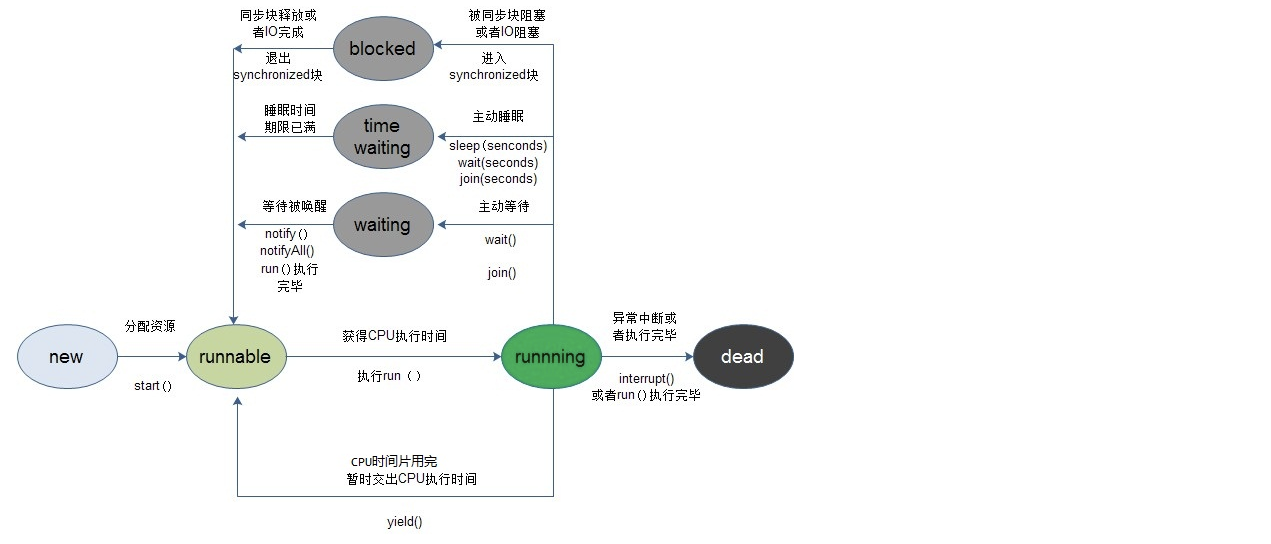 同步块释放或
者IO完成
退出
synchronized块
blocked
被同步块阻塞
或者IO阻塞
进入
synchronized块
睡眠时间
期限已满
time
waiting
主动睡眠
sleep(senconds)
wait(seconds)
join(seconds)
等待被唤醒
notify()
notifyAll()
run()执行
完毕
waiting
主动等待
wait()
join()
new
分配资源
start()
runnable
获得CPU执行时间
执行run（）
runnning
异常中断或
者执行完毕
interrupt()
或者run()执行完毕
dead
CPU时间片用完
暂时交出CPU执行时间
yield()